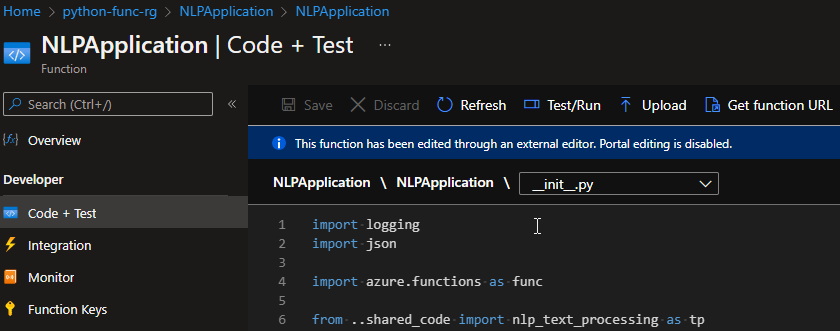 Home > python-func-rg > NLPApplication > NLPApplication
NLPApplication | Code + Test ...
Function
Search (Ctrl+/) «
Overview
Developer
Code + Test
Integration
Monitor
Function Keys
Save Discard Refresh Test/Run Upload Get function URL
This function has been edited through an external editor. Portal editing is disabled.
NLPApplication \ NLPApplication \ __init__.py
1 import logging
2 import json
3
4 import azure.functions as func
5
6 from ..shared_code import nlp_text_processing as tp